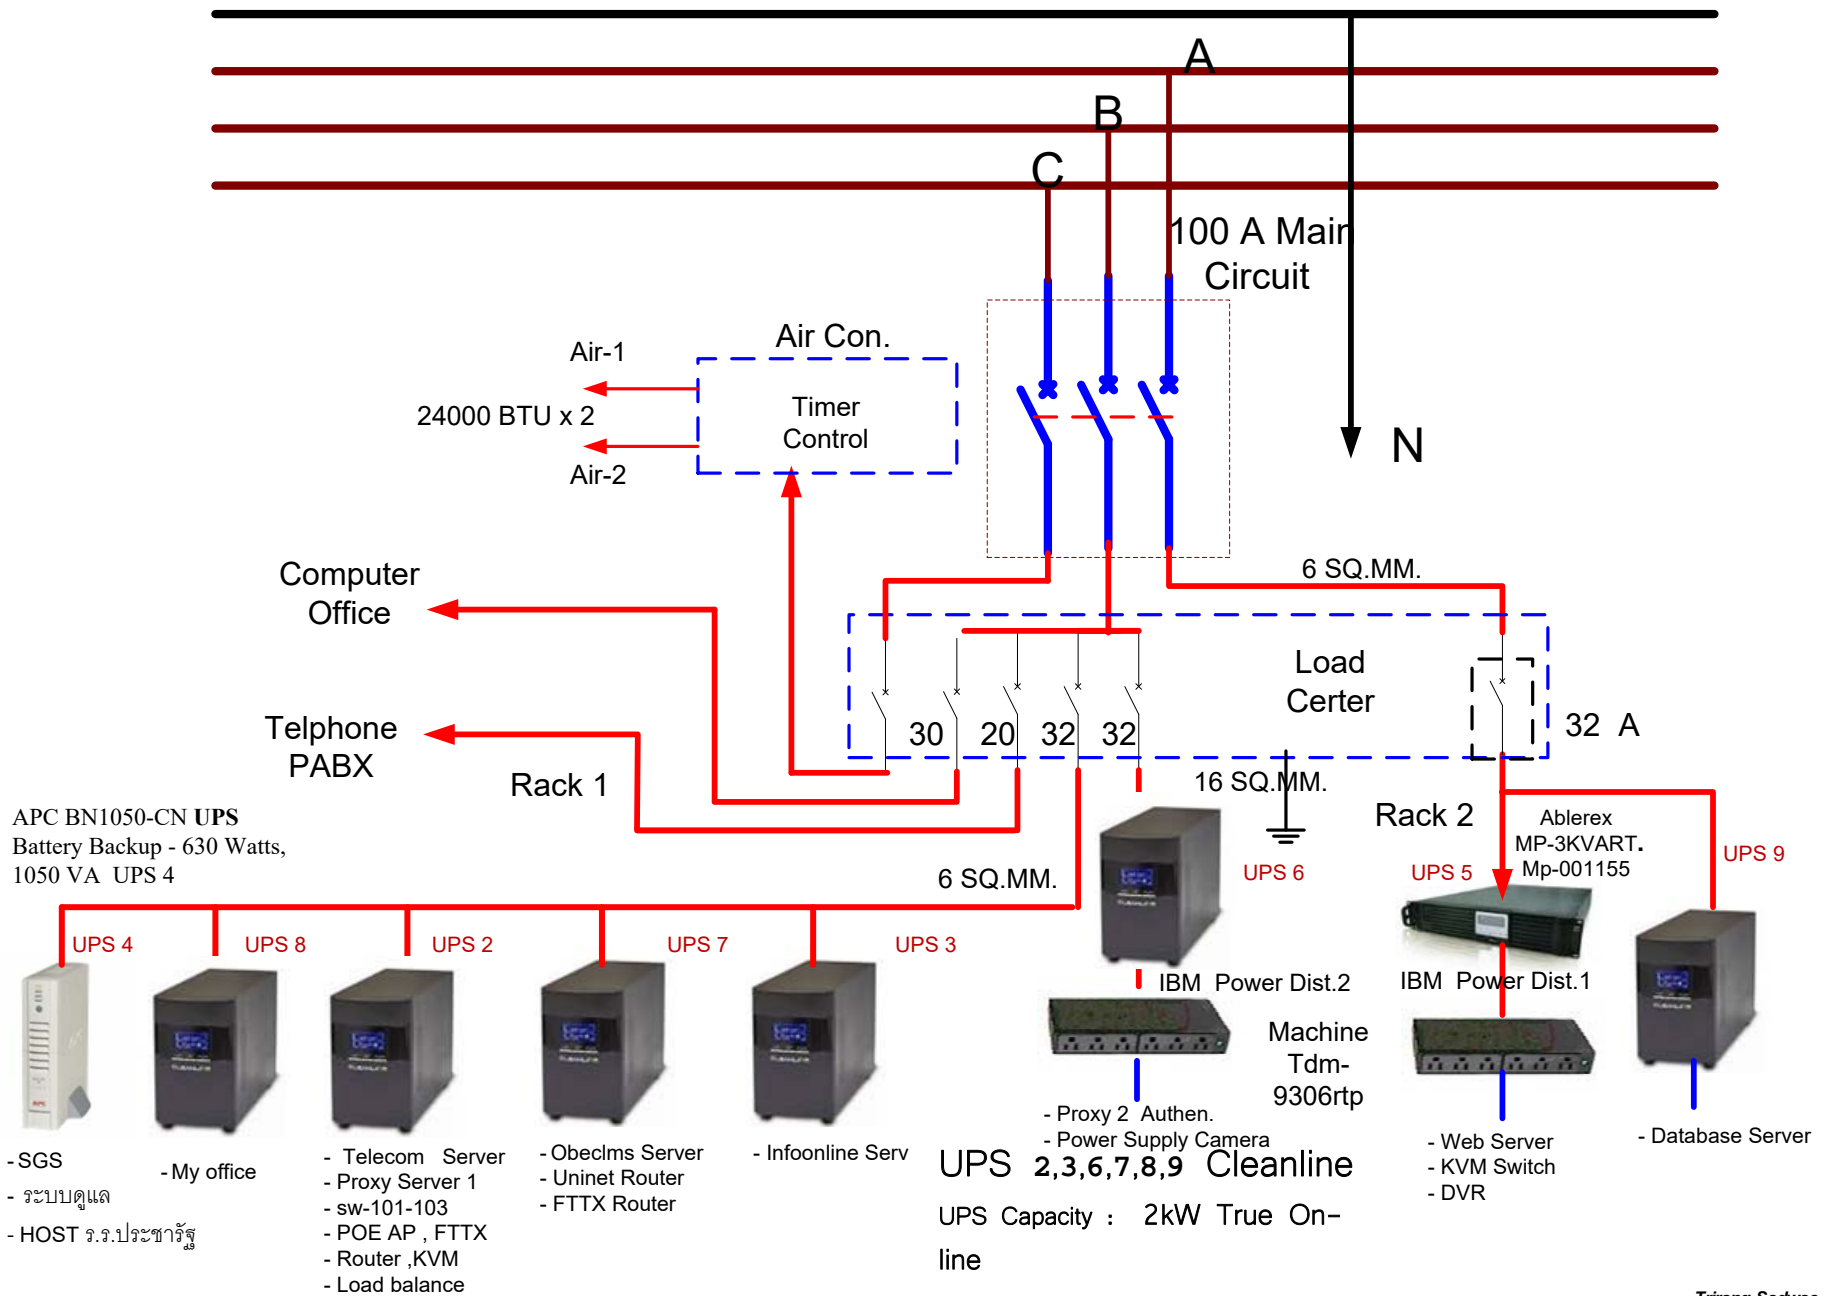 A
B
C
100 A Main
Circuit
N
Air Con.
Air-1
24000 BTU x 2
Air-2
Timer
Control
Computer
Office
6 SQ.MM.
Load
Certer
30
20
32
32
32 A
Telphone
PABX
Rack 1
16 SQ.MM.
Rack 2
APC BN1050-CN UPS
Battery Backup - 630 Watts,
1050 VA UPS 4
Ablerex
MP-3KVART.
Mp-001155
6 SQ.MM.
UPS 6
UPS 5
UPS 9
UPS 4
UPS 8
UPS 2
UPS 7
UPS 3
IBM Power Dist.2
IBM Power Dist.1
Machine
Tdm-
9306rtp
- SGS
- ระบบดูแล
- HOST ร.ร.ประชารัฐ
- My office
- Telecom Server
- Proxy Server 1
- sw-101-103
- POE AP , FTTX
- Router ,KVM
- Load balance
- Obeclms Server
- Uninet Router
- FTTX Router
- Infoonline Serv
- Proxy 2 Authen.
- Power Supply Camera
- Web Server
- KVM Switch
- DVR
- Database Server
UPS 2,3,6,7,8,9 Cleanline
UPS Capacity : 2kW True On-
line